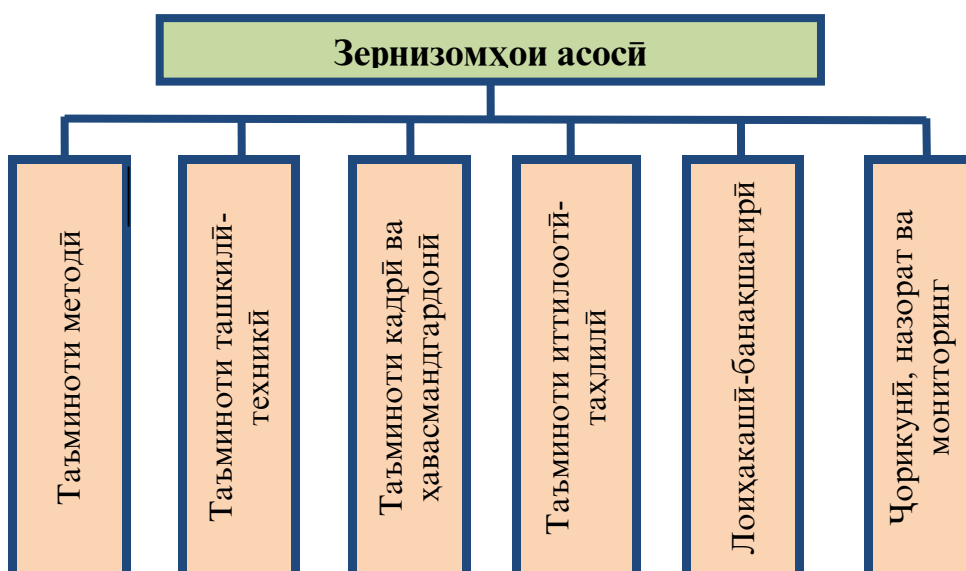 Зернизомҳои асосӣ
Таъминоти методӣ
Таъминоти ташкилӣ-
техникӣ
Таъминоти кадрӣ ва
ҳавасмандгардонӣ
Таъминоти иттилоотӣ-
таҳлилӣ
Лоиҳакашӣ-банақшагирӣ
Ҷорикунӣ, назорат ва
мониторинг